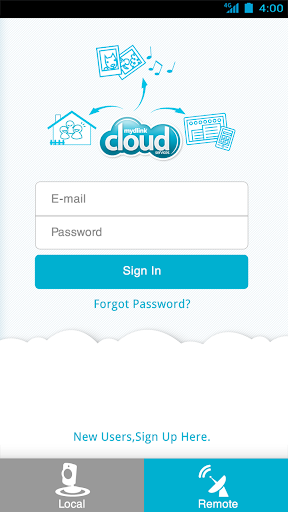 4G 4:00
mydlink
cloud
services
E-mail
Password
Sign In
Forgot Password?
New Users,Sign Up Here.
Local
Remote